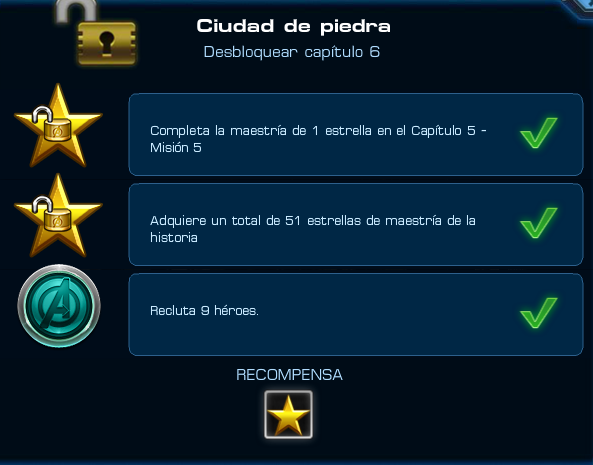 Ciudad de piedra
Desbloquear capítulo 6
Completa la maestría de 1 estrella en el Capítulo 5 -
Misión 5
Adquiere un total de 51 estrellas de maestría de la
historia
Recluta 9 héroes.
RECOMPENSA